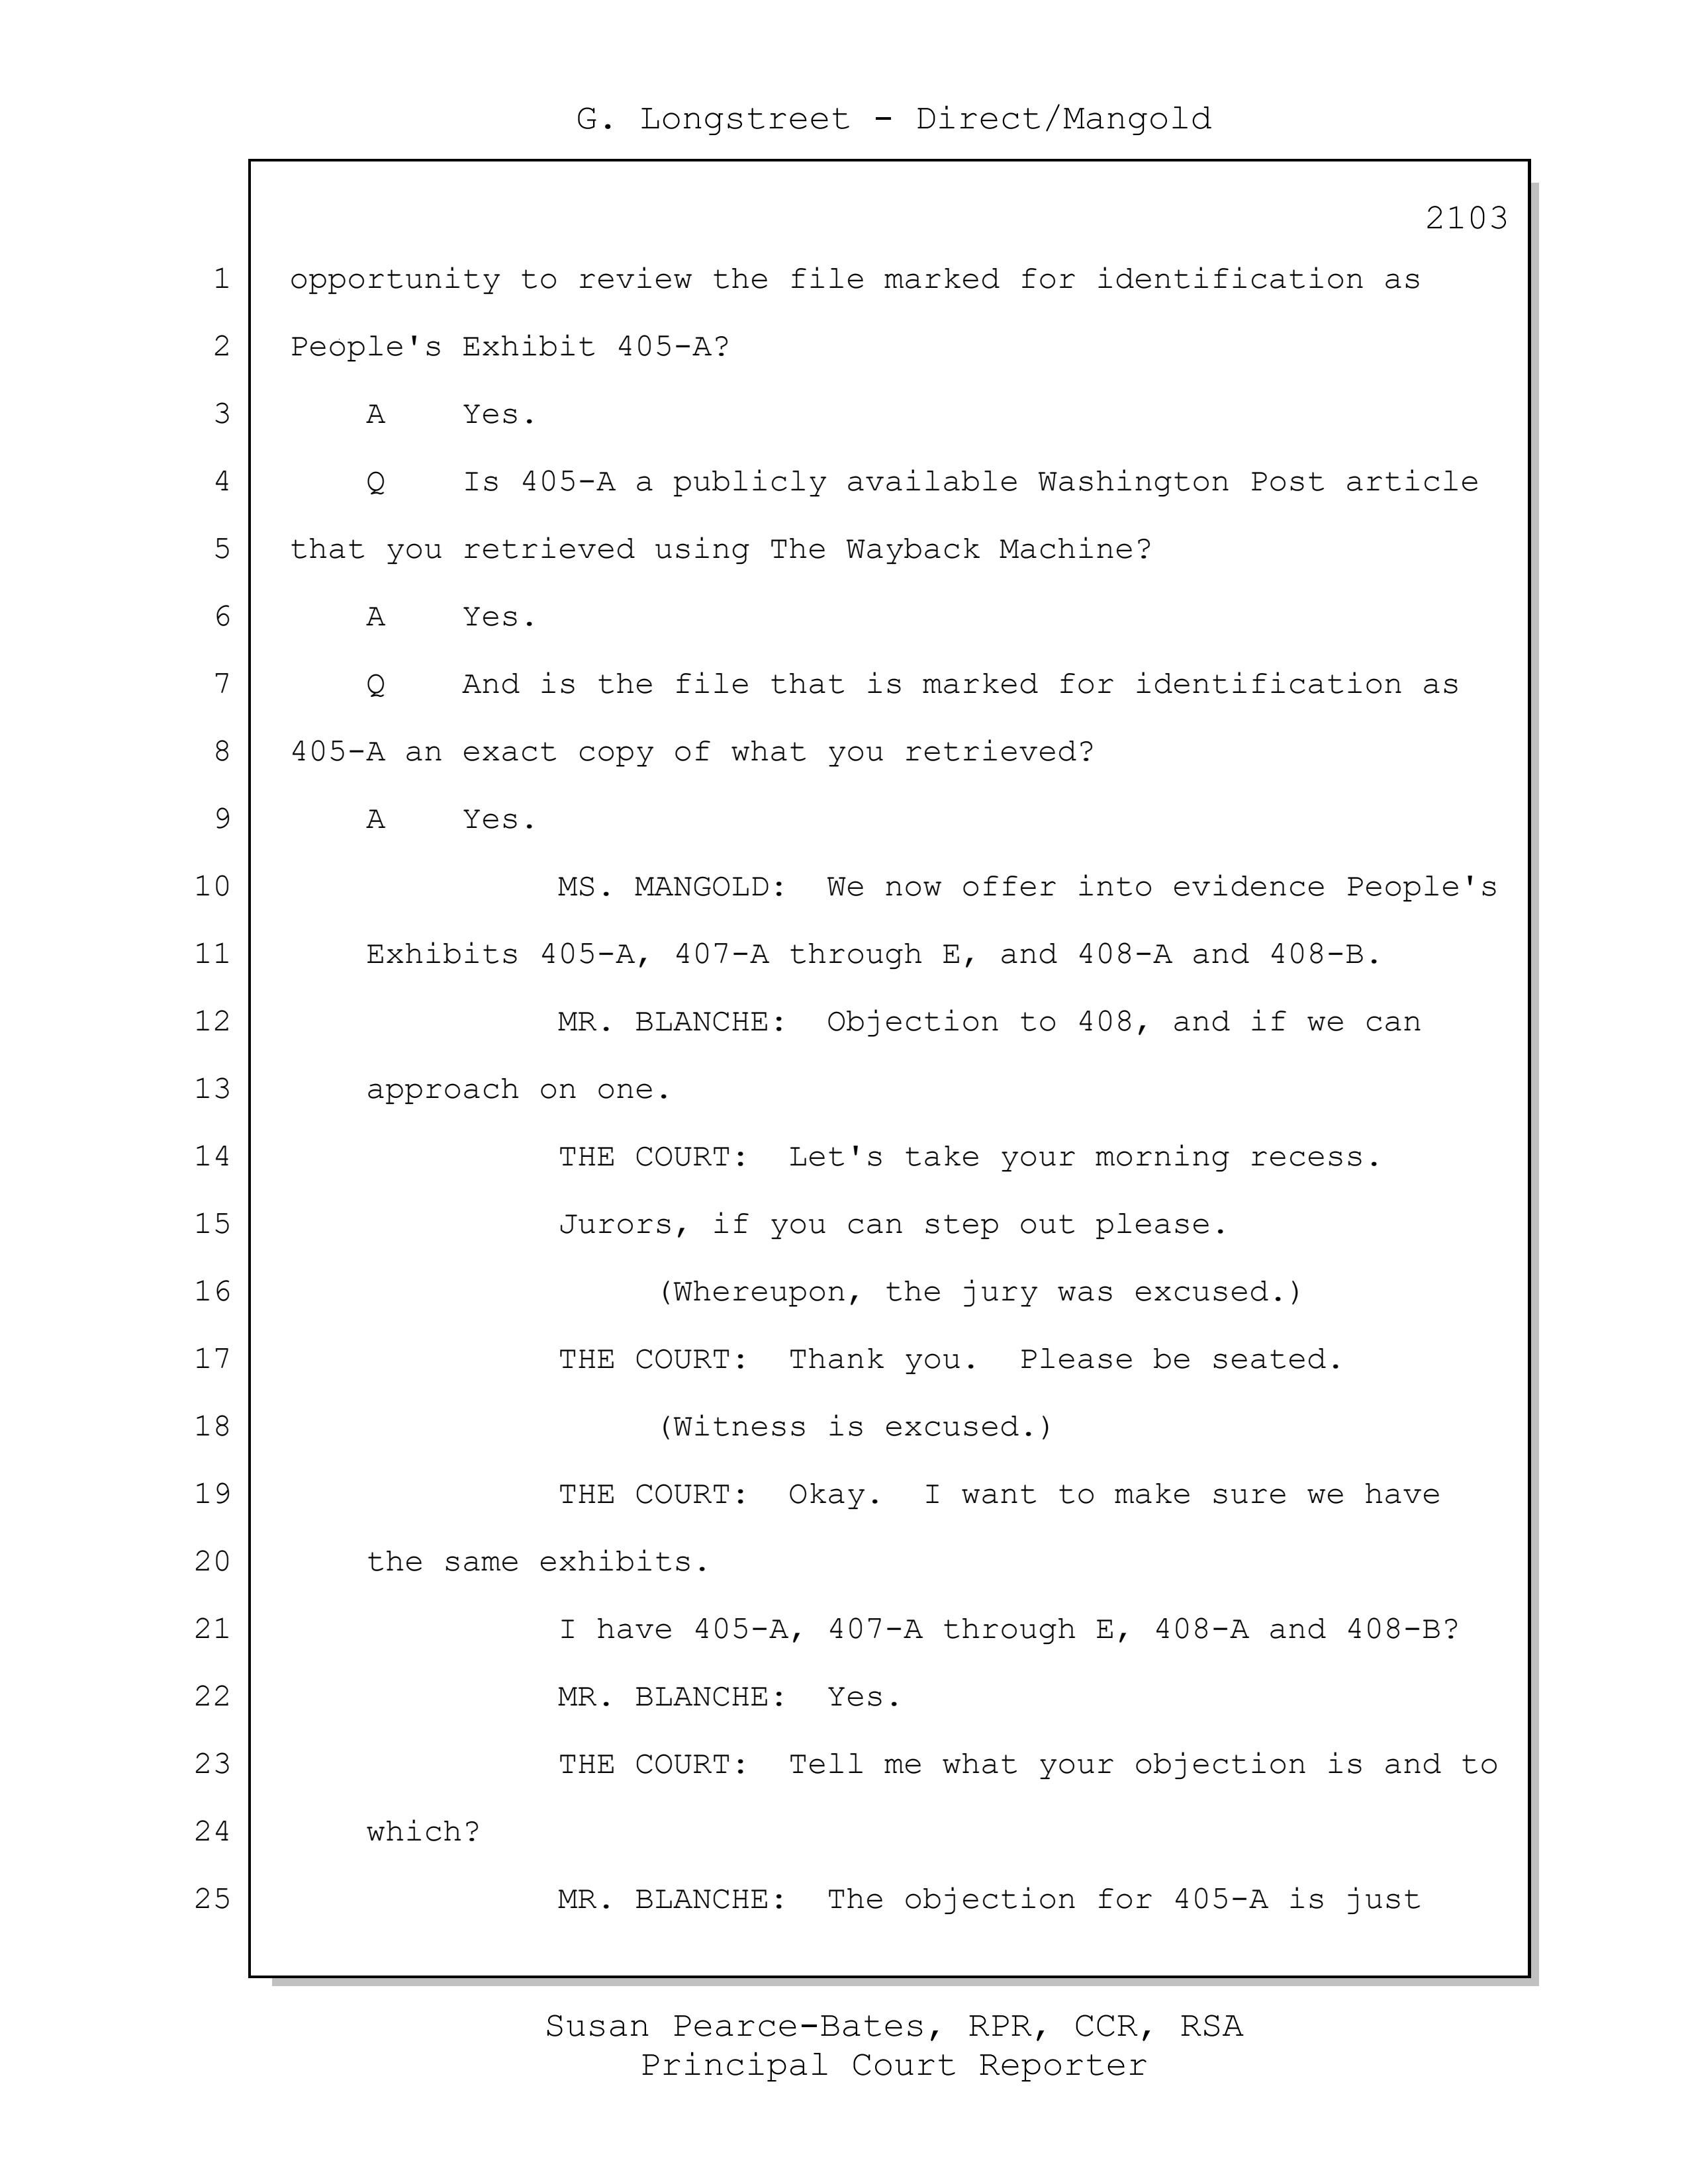 G. Longstreet - Direct/Mangold
2103
1 opportunity to review the file marked for identification as
2 People's Exhibit 405-A?
3 A Yes.
4 Q Is 405-A a publicly available Washington Post article
5 that you retrieved using The Wayback Machine?
6 A Yes.
7 Q And is the file that is marked for identification as
8 405-A an exact copy of what you retrieved?
9 A Yes.
10 MS. MANGOLD: We now offer into evidence People's
11 Exhibits 405-A, 407-A through E, and 408-A and 408-B.
12 MR. BLANCHE: Objection to 408, and if we can
13 approach on one.
14 THE COURT: Let's take your morning recess.
15 Jurors, if you can step out please.
16 (Whereupon, the jury was excused.)
17 THE COURT: Thank you. Please be seated.
18 (Witness is excused.)
19 THE COURT: Okay. I want to make sure we have
20 the same exhibits.
21 I have 405-A, 407-A through E, 408-A and 408-B?
22 MR. BLANCHE: Yes.
23 THE COURT: Tell me what your objection is and to
24 which?
25 MR. BLANCHE: The objection for 405-A is just
Susan Pearce-Bates, RPR, CCR, RSA
Principal Court Reporter